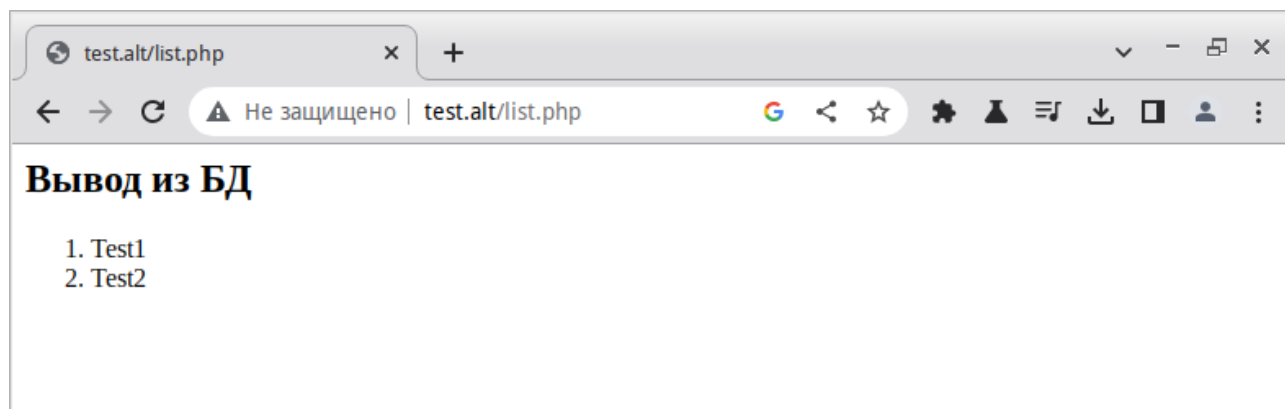 test.alt/list.php
Не защищено test.alt/list.php
Вывод из БД
1. Test1
2. Test2